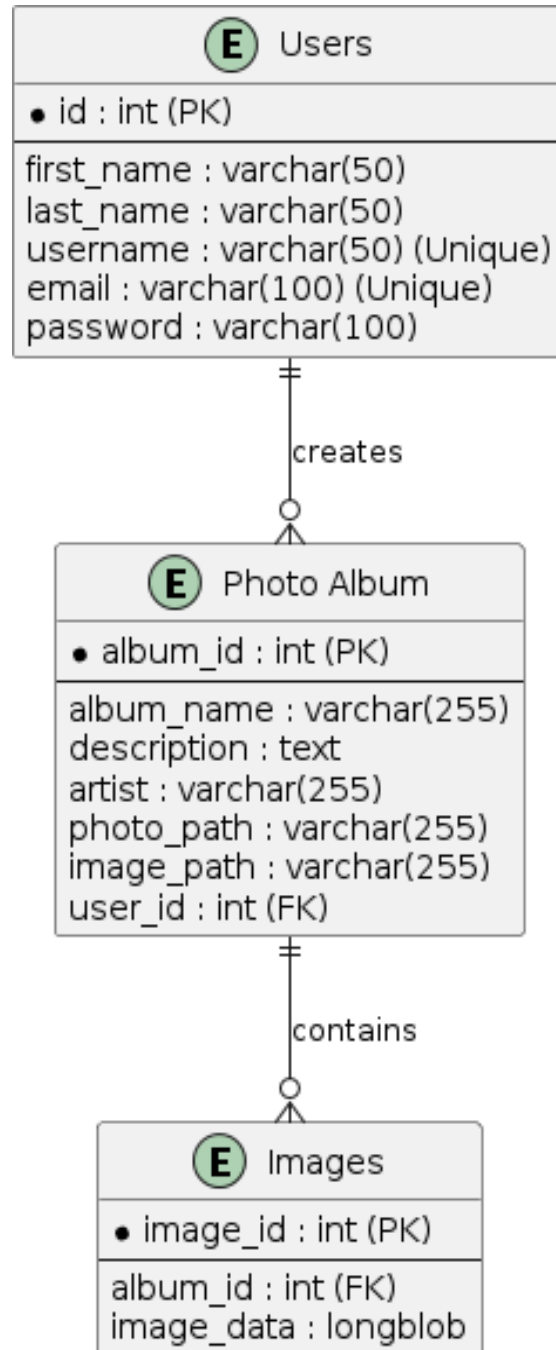 E Users
• id : int (PK)
first_name : varchar(50)
last_name : varchar(50)
username : varchar(50) (Unique)
email : varchar(100) (Unique)
password : varchar(100)
creates
E Photo Album
• album_id : int (PK)
album_name : varchar(255)
description : text
artist : varchar(255)
photo_path : varchar(255)
image_path : varchar(255)
user_id : int (FK)
contains
E Images
• image_id : int (PK)
album_id : int (FK)
image_data : longblob